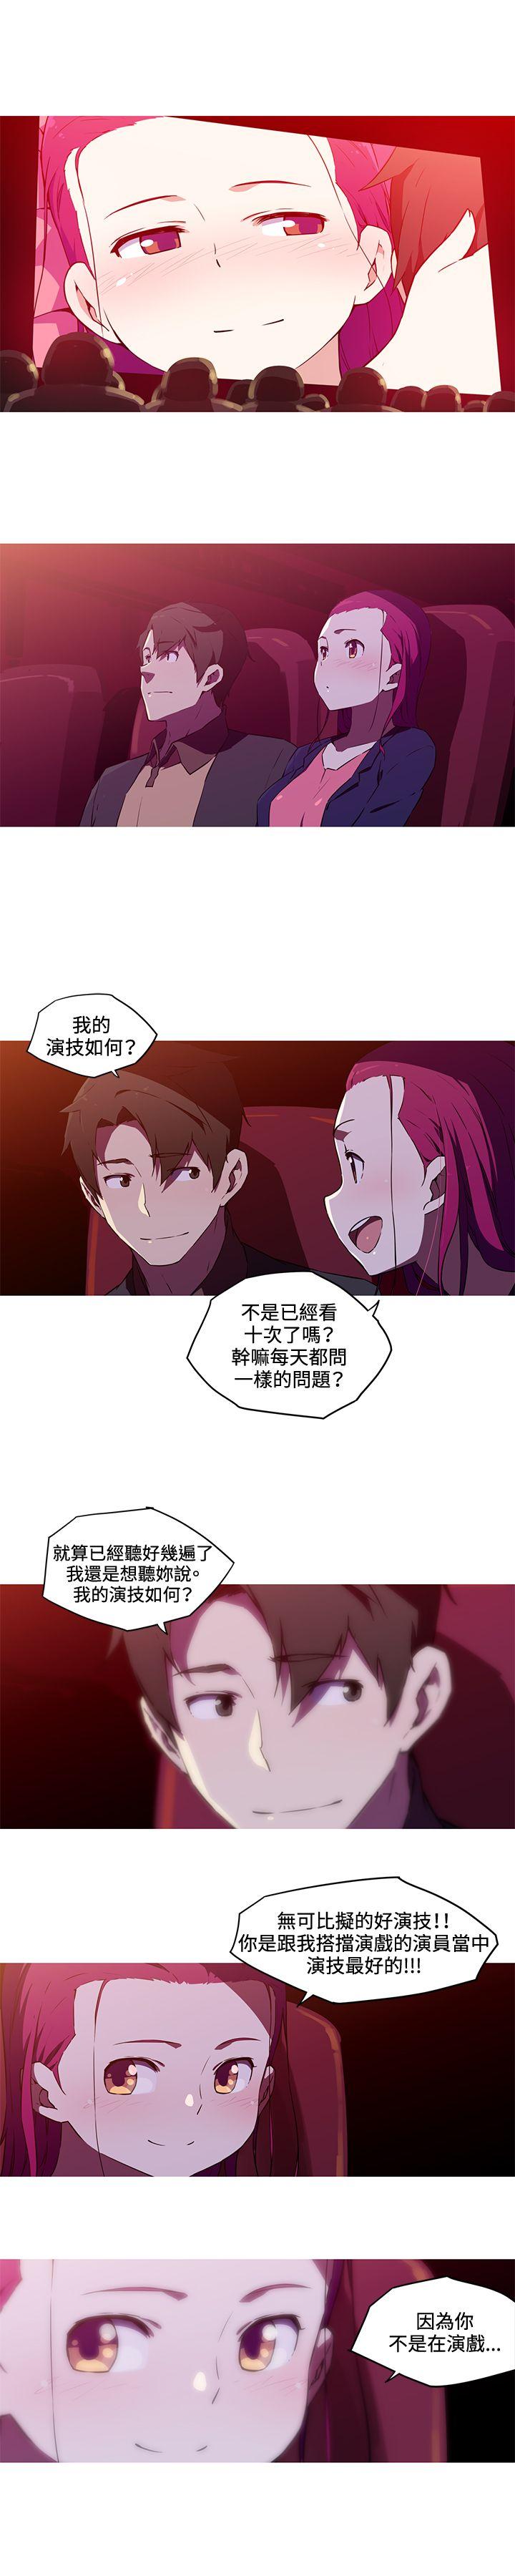 我的
演技如何？
不是已經看
十次了嗎？
幹嘛每天都問
一樣的問題？
就算已經聽好幾遍了
我還是想聽妳說。
我的演技如何？
無可比擬的好演技！！
你是跟我搭擋演戲的演員當中
演技最好的!!!
因為你
不是在演戲...